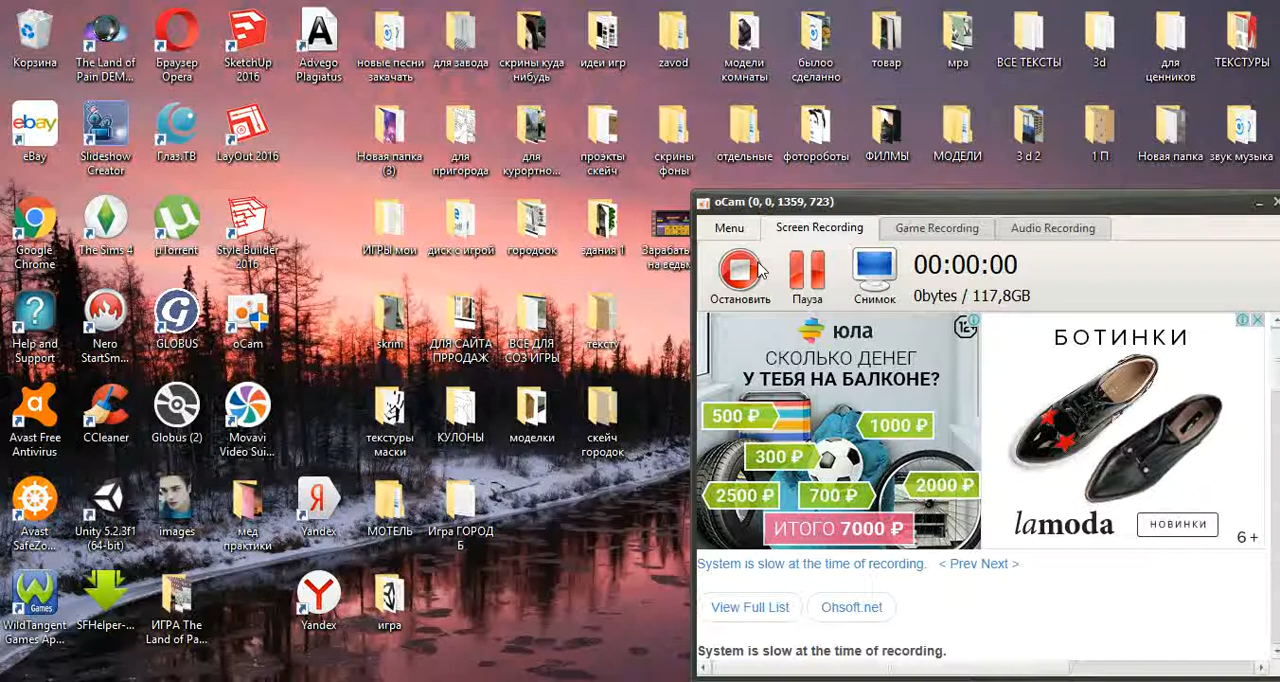 Корзина
The Land of
Pain DEM...
Браузер
Opera
SketchUp
2016
Advego
Plagiatus
новые песни
закачать
для завода
скрины куда
нибудь
идеи игр
zavod
модели
комнаты
былоо
сделанно
товар
мра
ВСЕ ТЕКСТЫ
3d
для
ценников
ТЕКСТУРЫ
ebay
eBay
Slideshow
Creator
Глаз.ТВ
LayOut 2016
Новая папка
(3)
для
пригорода
для
курортно...
проэкты
скейч
скрины
фоны
отдельные
фотороботы
ФИЛМЫ
МОДЕЛИ
3 d 2
1 П
Новая папка
звук музыка
Google
Chrome
The Sims 4
µTorrent
Style Builder
2016
ИГРЫ мои
диск с игрой
городоок
здания 1
Зарабать
на ведьм
Help and
Support
Nero
StartSm...
GLOBUS
oCam
skrini
ДЛЯ САЙТА
ПРРОДАЖ
ВСЕ ДЛЯ
СОЗ ИГРЫ
тексту
Avast Free
Antivirus
CCleaner
Globus (2)
Movavi
Video Sui...
текстуры
маски
КУЛОНЫ
моделки
скейч
городок
Avast
SafeZo...
Unity 5.2.3f1
(64-bit)
images
мед
практики
Yandex
МОТЕЛЬ
Игра ГОРОД
Б
Games
WildTangent
Games Ap...
SFHelper-...
ИГРА The
Land of Pa...
Yandex
игра
oCam (0, 0, 1359, 723)
Menu
Screen Recording
Game Recording
Audio Recording
Остановить
Пауза
Снимок
00:00:00
0bytes / 117,8GB
юла
12+
СКОЛЬКО ДЕНЕГ
У ТЕБЯ НА БАЛКОНЕ?
500 ₽
1000 ₽
300 ₽
2500 ₽
700 ₽
2000 ₽
ИТОГО 7000 ₽
БОТИНКИ
lamoda
НОВИНКИ
6+
System is slow at the time of recording.
< Prev Next >
View Full List
Ohsoft.net
System is slow at the time of recording.